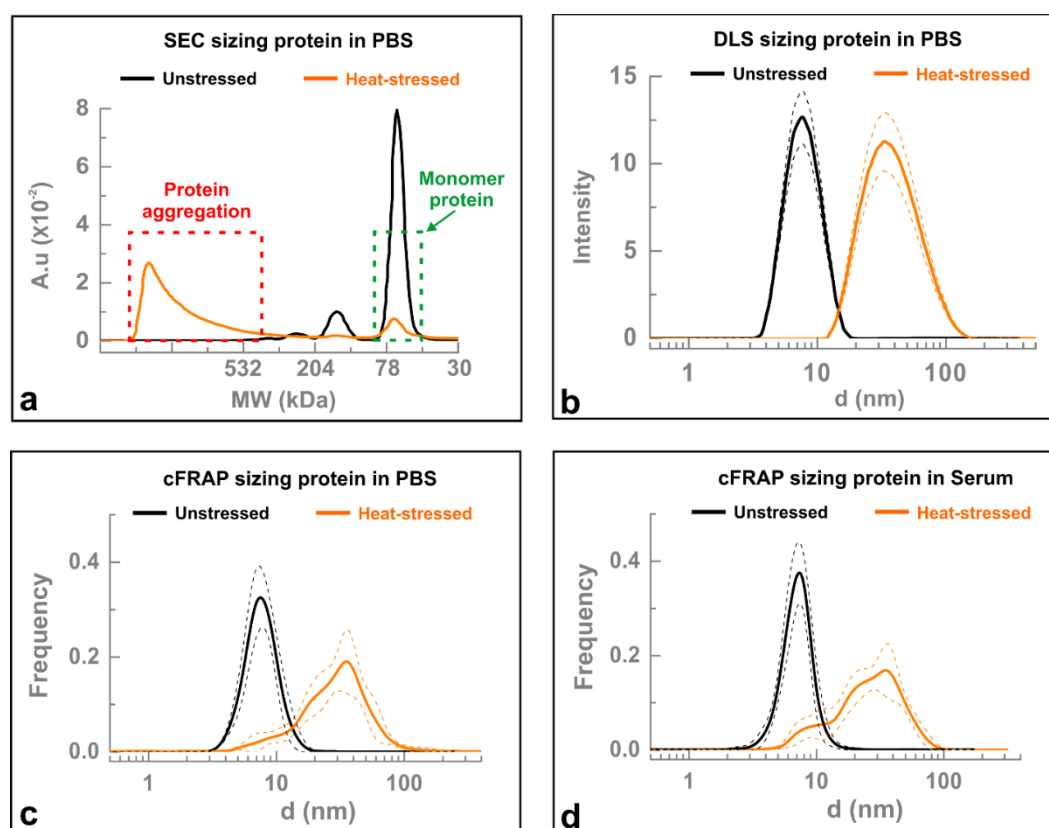 SEC sizing protein in PBS
Unstressed Heat-stressed
8
6
4
2
0
A.u (x10⁻²)
Protein
aggregation
Monomer
protein
532 204 78 30
MW (kDa)
a
DLS sizing protein in PBS
Unstressed Heat-stressed
15
10
5
0
Intensity
1 10 100
d (nm)
b
cFRAP sizing protein in PBS
Unstressed Heat-stressed
0.4
0.2
0.0
Frequency
1 10 100
d (nm)
c
cFRAP sizing protein in Serum
Unstressed Heat-stressed
0.4
0.2
0.0
Frequency
1 10 100
d (nm)
d